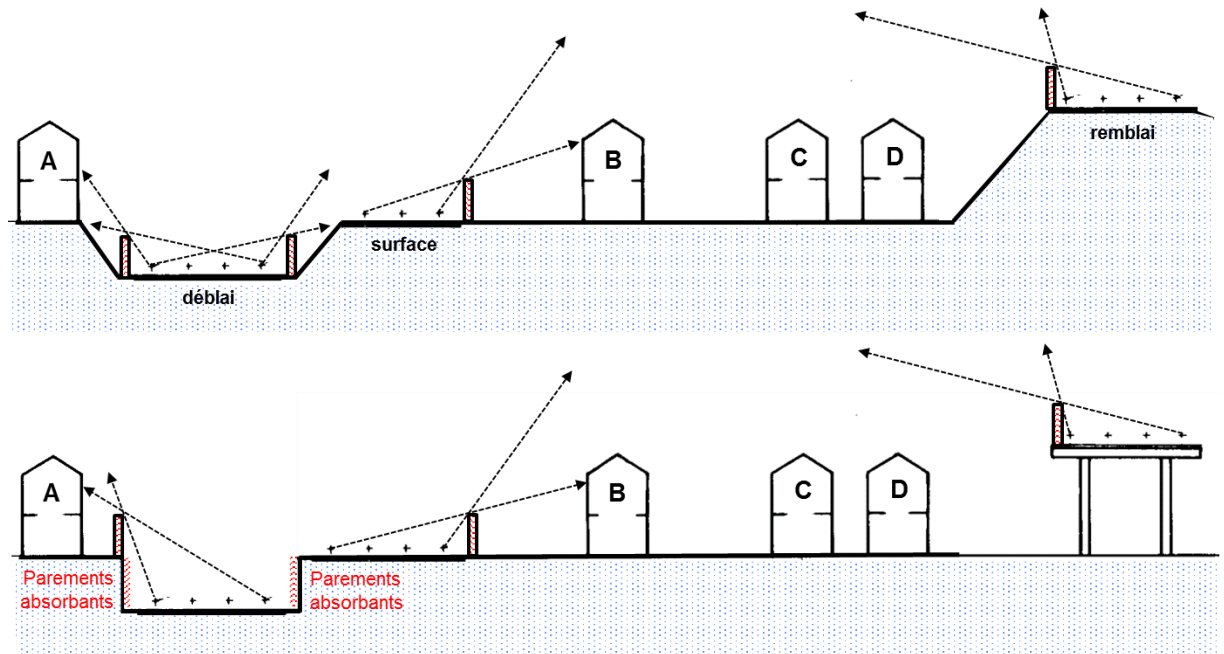 A
B
C
D
remblai
surface
déblai
A
B
C
D
Parements
absorbants
Parements
absorbants